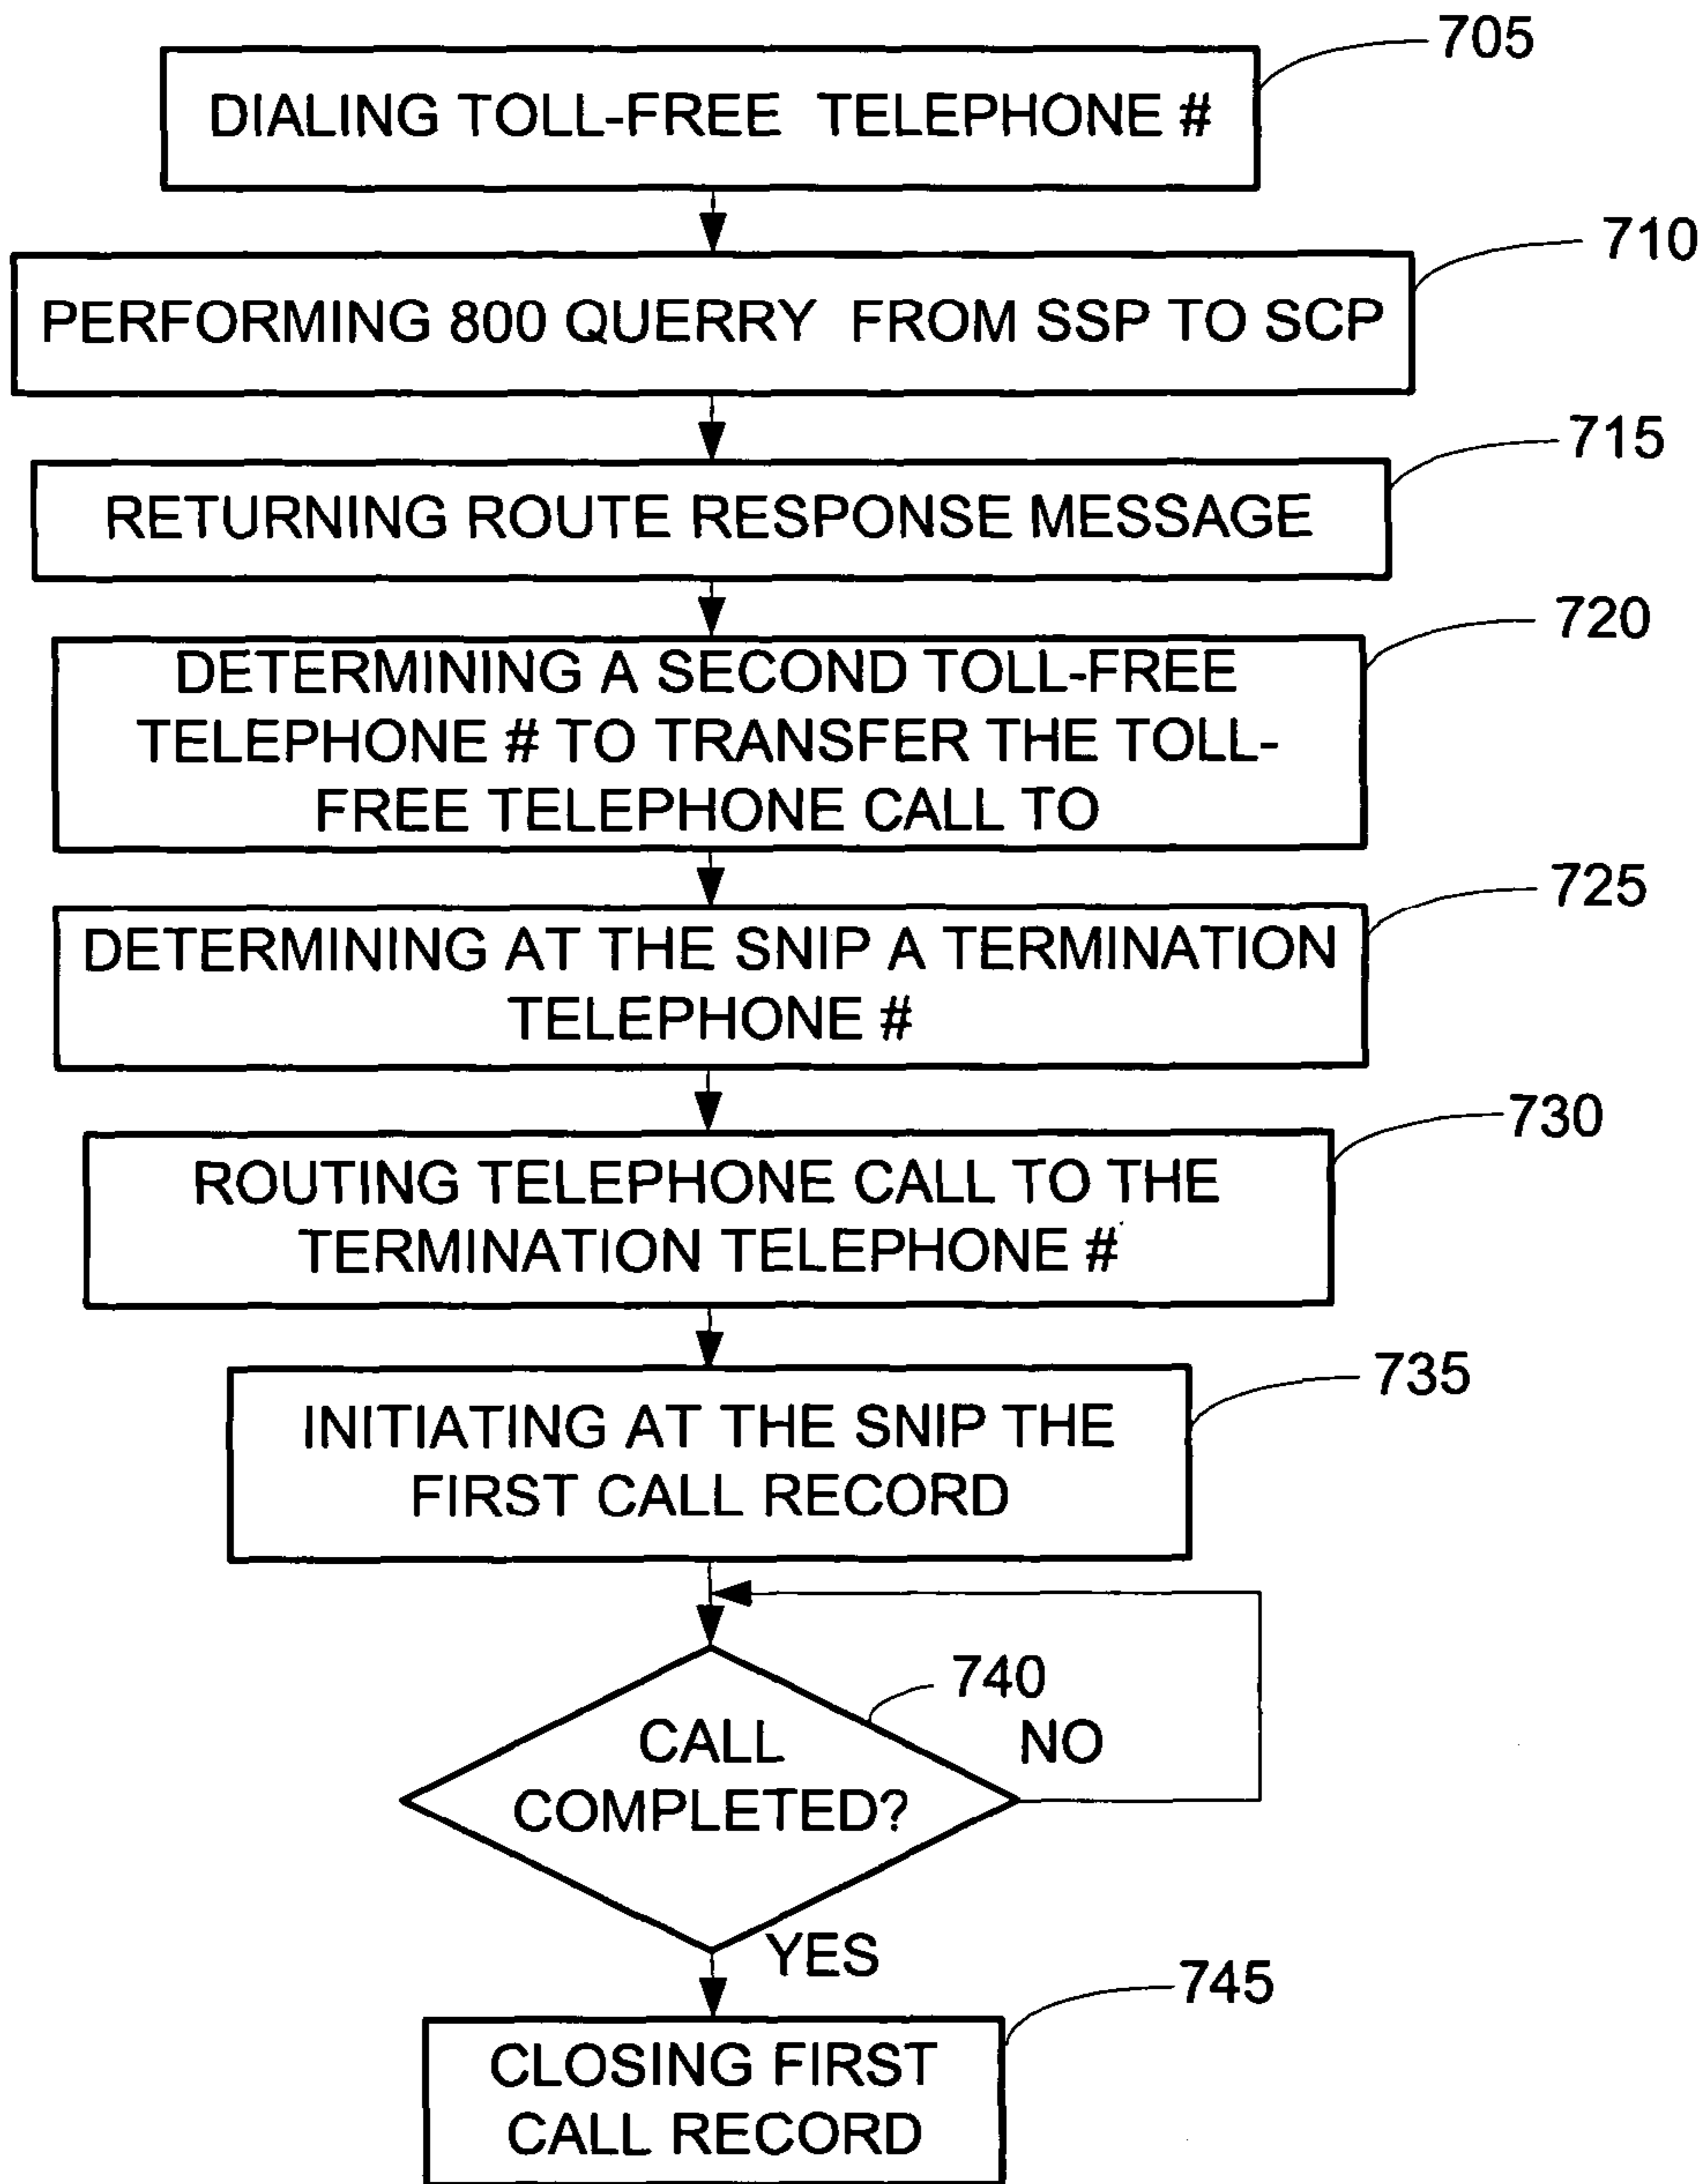 705
DIALING TOLL-FREE TELEPHONE #
710
PERFORMING 800 QUERRY FROM SSP TO SCP
715
RETURNING ROUTE RESPONSE MESSAGE
720
DETERMINING A SECOND TOLL-FREE
TELEPHONE # TO TRANSFER THE TOLL-
FREE TELEPHONE CALL TO
725
DETERMINING AT THE SNIP A TERMINATION
TELEPHONE #
730
ROUTING TELEPHONE CALL TO THE
TERMINATION TELEPHONE #
735
INITIATING AT THE SNIP THE
FIRST CALL RECORD
740
CALL
COMPLETED?
NO
YES
745
CLOSING FIRST
CALL RECORD